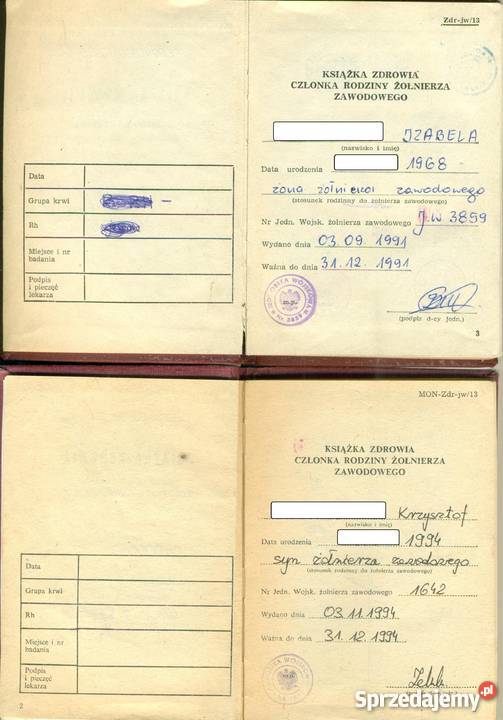 Zdr-jw/13
KSIĄŻKA ZDROWIA
CZŁONKA RODZINY ŻOŁNIERZA
ZAWODOWEGO
IZABELA
(nazwisko i imię)
Data urodzenia 1968
żona żołnierza zawodowego
(stosunek rodzinny do żołnierza zawodowego)
Nr Jedn. Wojsk. żołnierza zawodowego J.W 3859
Wydano dnia 03.09.1991
Ważna do dnia 31.12.1991
(podpis d-cy jedn.)
3
Data
Grupa krwi
Rh
Miejsce i nr
badania
Podpis
i pieczęć
lekarza
MON-Zdr-jw/13
KSIĄŻKA ZDROWIA
CZŁONKA RODZINY ŻOŁNIERZA
ZAWODOWEGO
Krzysztof
(nazwisko i imię)
Data urodzenia 1994
syn żołnierza zawodowego
(stosunek rodzinny do żołnierza zawodowego)
Nr Jedn. Wojsk. żołnierza zawodowego 1642
Wydano dnia 03.11.1994
Ważna do dnia 31.12.1994
Data
Grupa krwi
Rh
Miejsce i nr
badania
Podpis
i pieczęć
lekarza
2
Sprzedajemy.pl